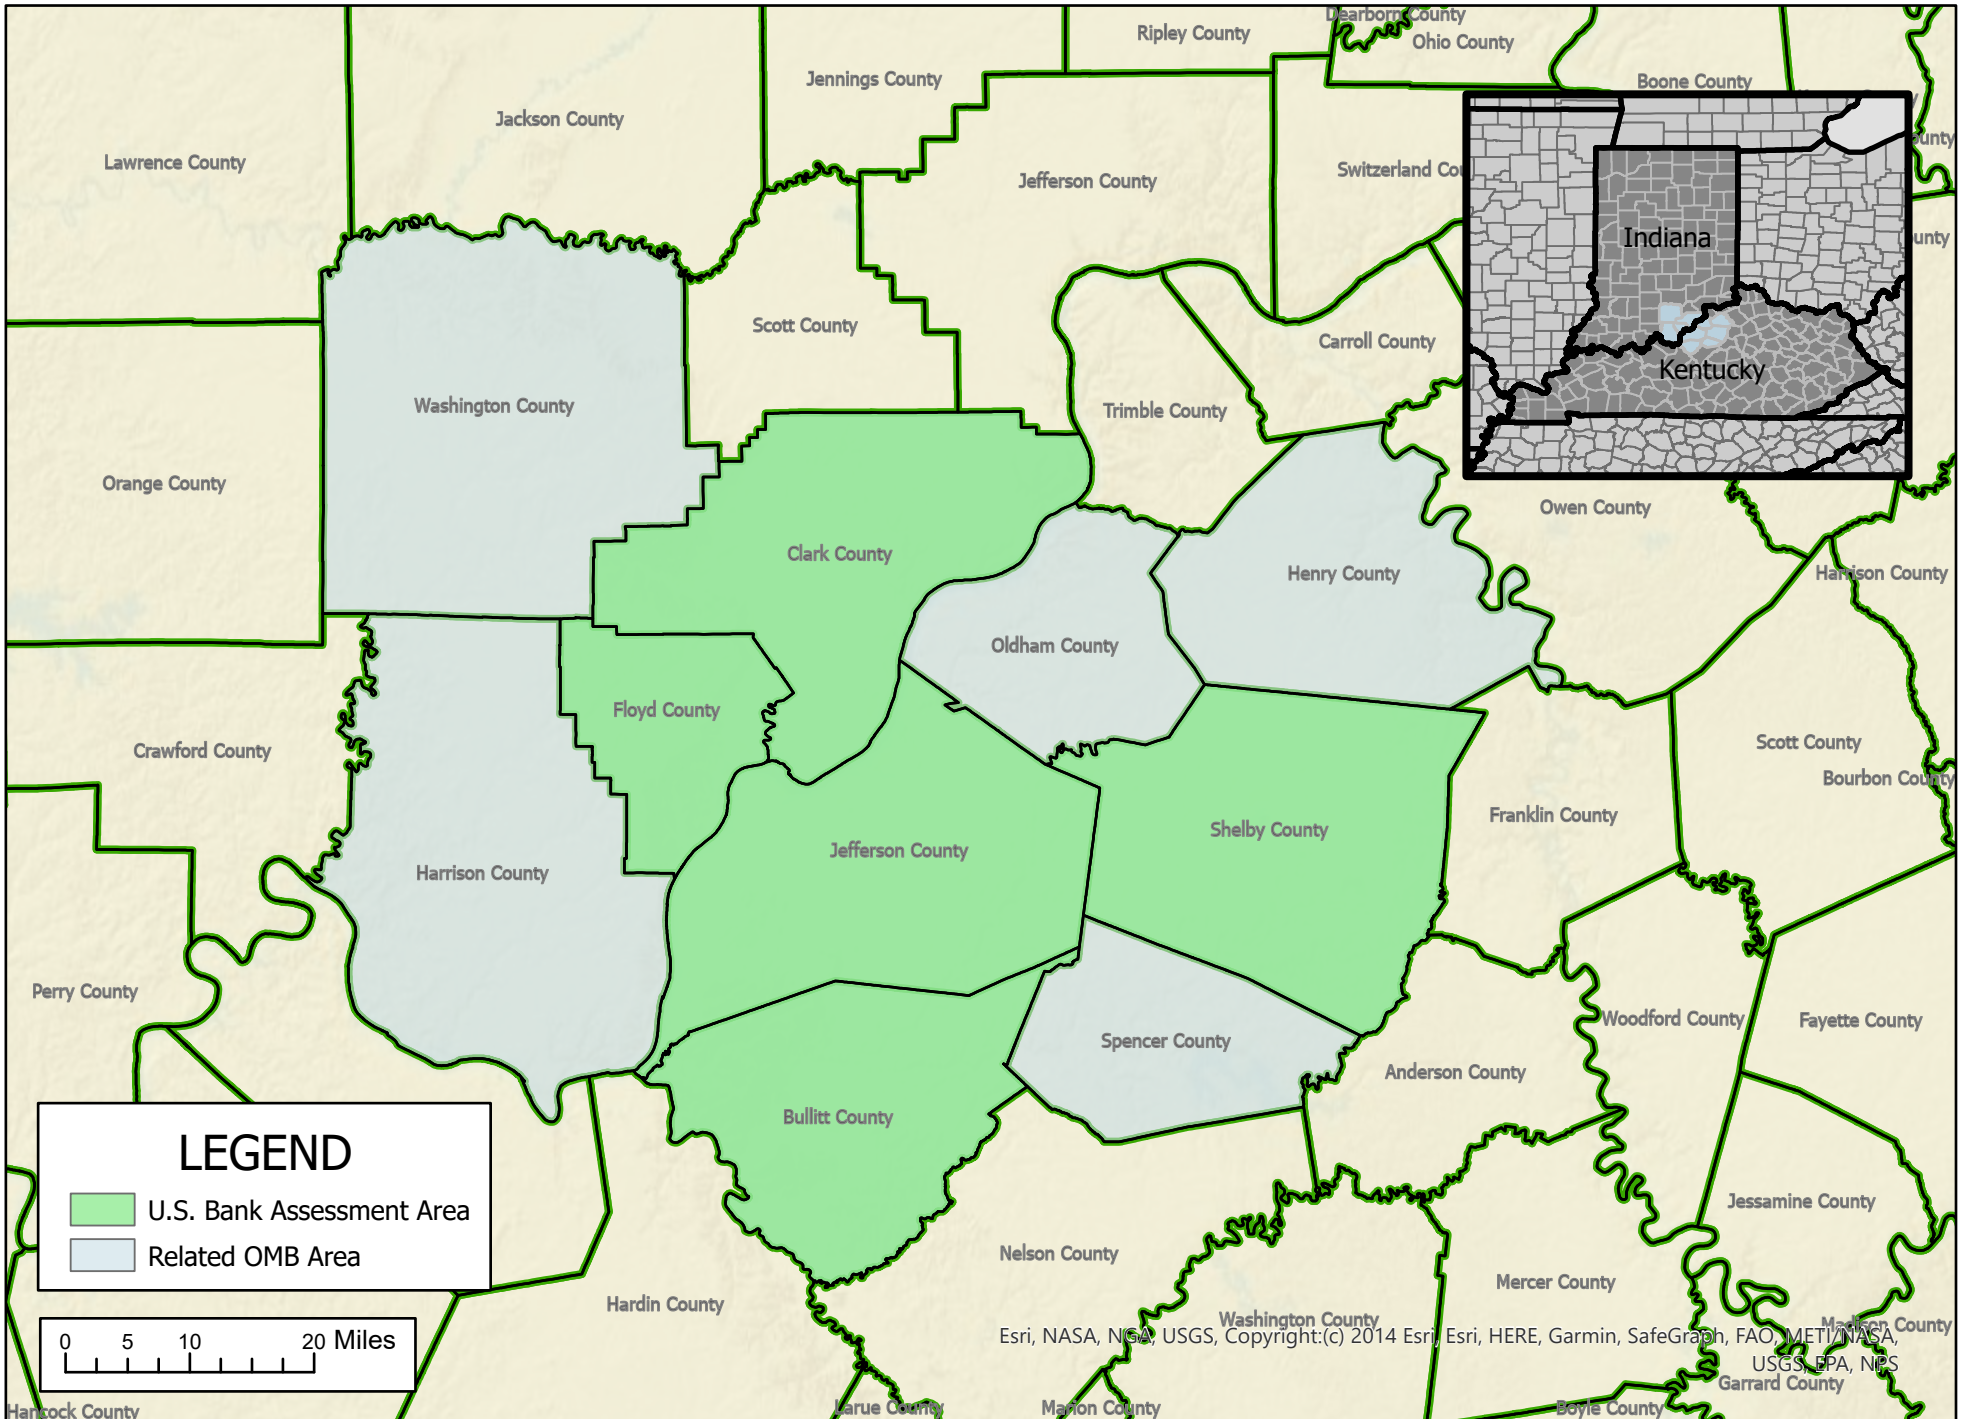 Dearborn County
Ripley County
Ohio County
Jennings County
Boone County
Jackson County
Lawrence County
Jefferson County
Switzerland Cou
unty
unty
Indiana
Kentucky
Scott County
Carroll County
Washington County
Trimble County
Orange County
Owen County
Clark County
Henry County
Harrison County
Oldham County
Floyd County
Crawford County
Scott County
Bourbon County
Franklin County
Shelby County
Jefferson County
Harrison County
Perry County
Woodford County
Fayette County
Spencer County
Anderson County
Bullitt County
LEGEND
U.S. Bank Assessment Area
Related OMB Area
Jessamine County
Nelson County
Mercer County
Hardin County
Washington County
Madison County
0 5 10 20 Miles
Esri, NASA, NGA, USGS, Copyright:(c) 2014 Esri, Esri, HERE, Garmin, SafeGraph, FAO, METI/NASA,
USGS, EPA, NPS
Garrard County
Hancock County
Larue County
Marion County
Boyle County